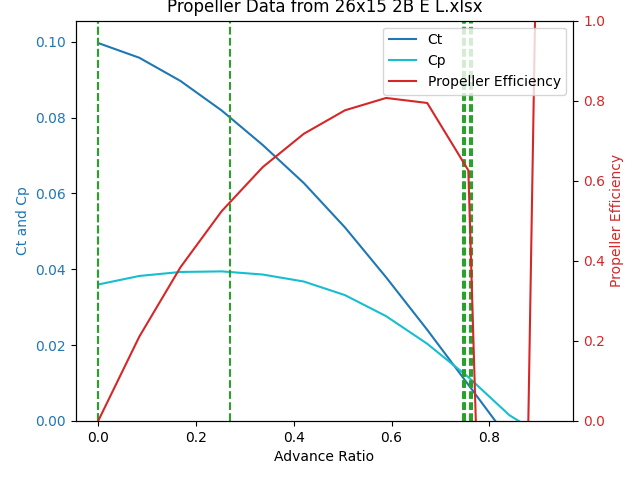 Propeller Data from 26x15 2B E L.xlsx
Ct
Cp
Propeller Efficiency
0.10
0.08
0.06
0.04
0.02
0.00
Ct and Cp
1.0
0.8
0.6
0.4
0.2
0.0
Propeller Efficiency
0.0 0.2 0.4 0.6 0.8
Advance Ratio